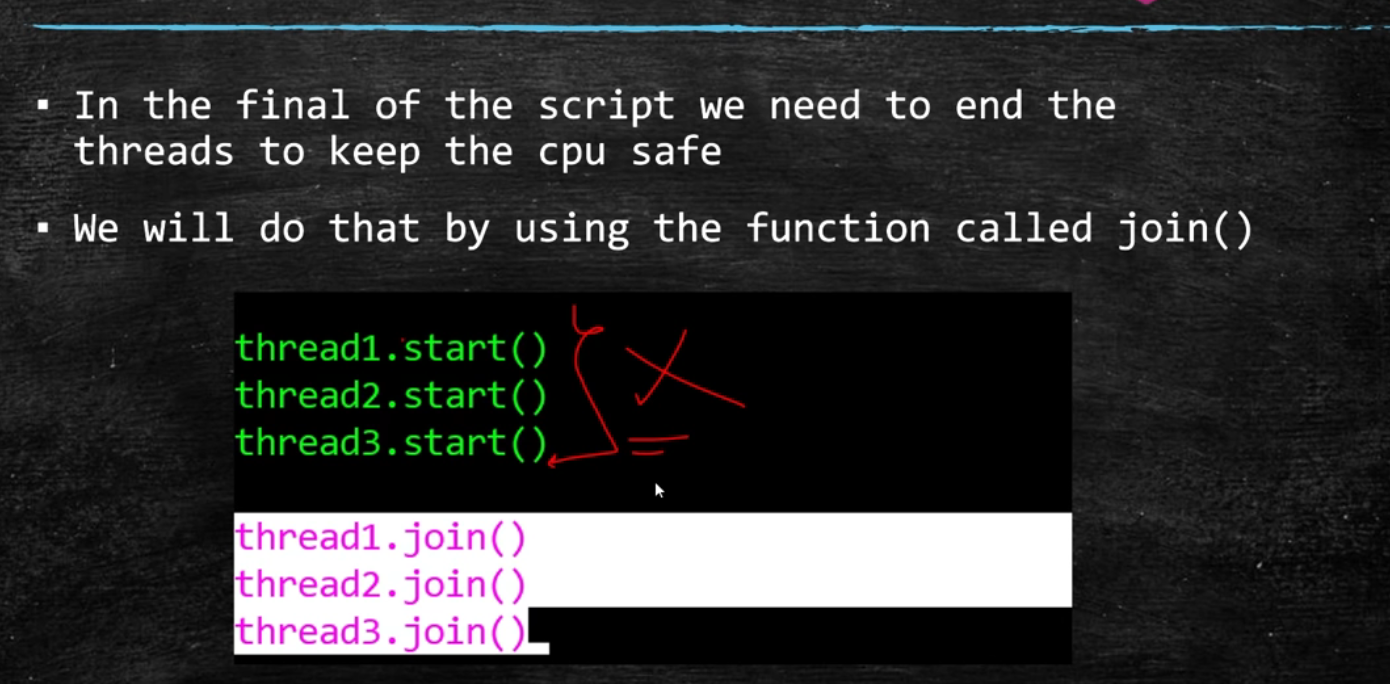 ▪ In the final of the script we need to end the
threads to keep the cpu safe
▪ We will do that by using the function called join()
thread1.start()
thread2.start()
thread3.start()
thread1.join()
thread2.join()
thread3.join()